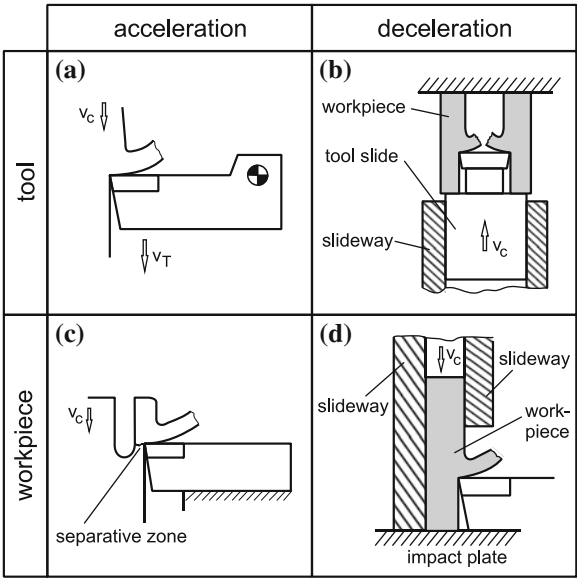 acceleration
deceleration
tool
(a)
v_c
v_T
(b)
workpiece
tool slide
slideway
v_c
workpiece
(c)
v_c
separative zone
(d)
v_c
slideway
slideway
work-
piece
impact plate